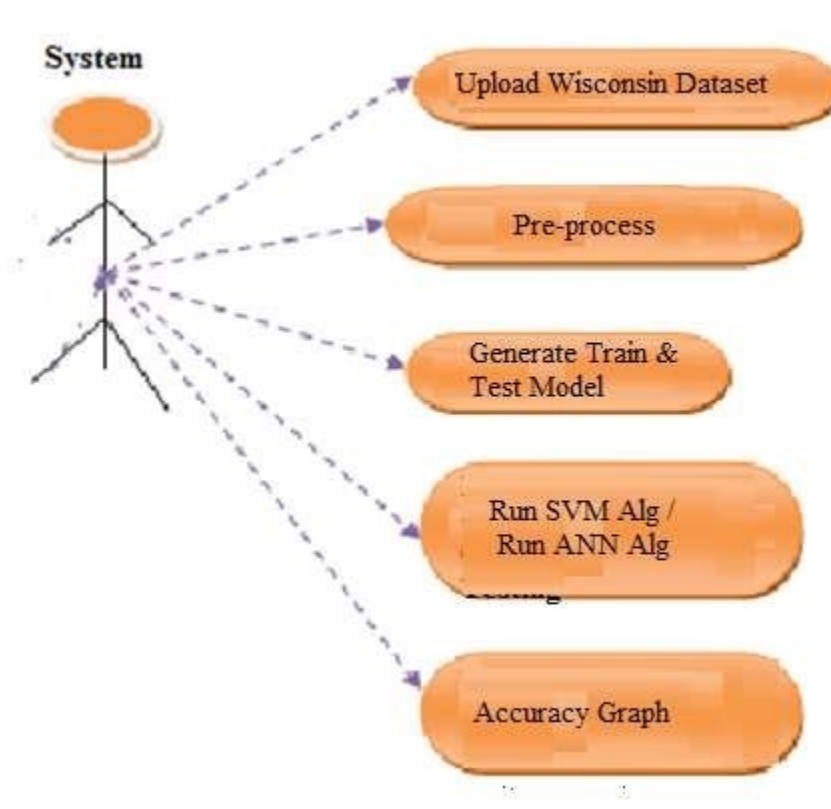 System
Upload Wisconsin Dataset
Pre-process
Generate Train &
Test Model
Run SVM Alg /
Run ANN Alg
Accuracy Graph